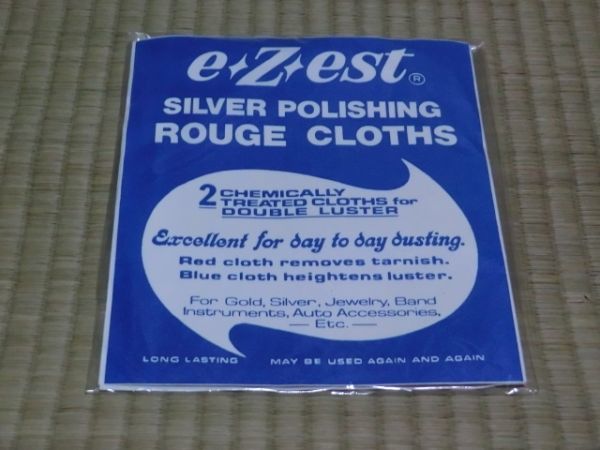 e·Z·est ®
SILVER POLISHING
ROUGE CLOTHS
2 CHEMICALLY
TREATED CLOTHS for
DOUBLE LUSTER
Excellent for day to day dusting.
Red cloth removes tarnish.
Blue cloth heightens luster.
For Gold, Silver, Jewelry, Band
Instruments, Auto Accessories,
— Etc. —
LONG LASTING MAY BE USED AGAIN AND AGAIN